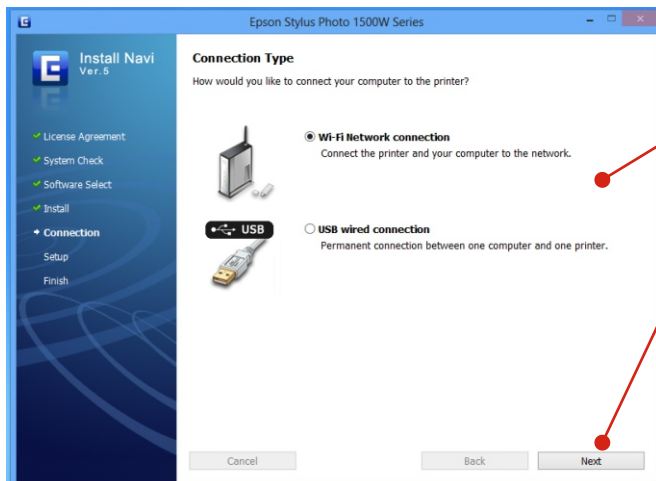 Epson Stylus Photo 1500W Series
Install Navi
Ver.5
License Agreement
System Check
Software Select
Install
Connection
Setup
Finish
Connection Type
How would you like to connect your computer to the printer?
Wi-Fi Network connection
Connect the printer and your computer to the network.
USB
USB wired connection
Permanent connection between one computer and one printer.
Cancel
Back
Next